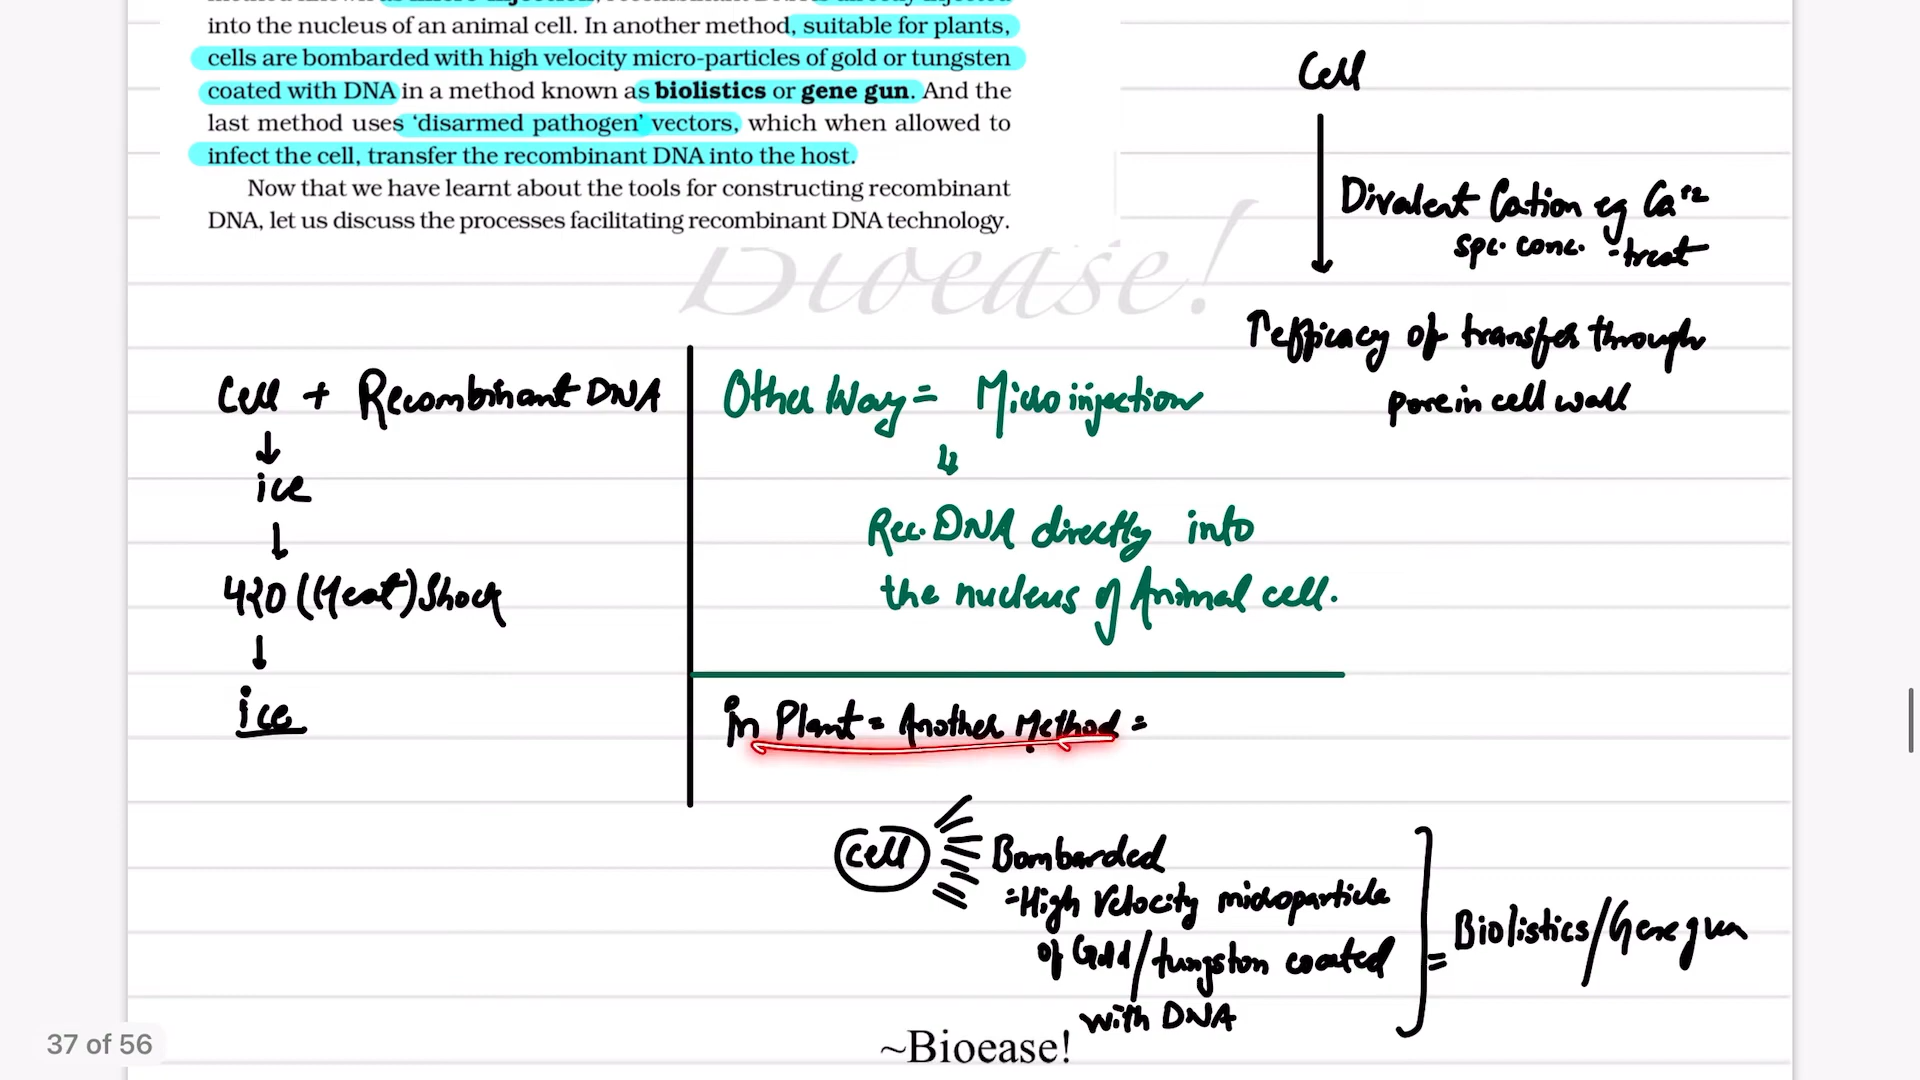 into the nucleus of an animal cell. In another method, suitable for plants,
cells are bombarded with high velocity micro-particles of gold or tungsten
coated with DNA in a method known as biolistics or gene gun. And the
last method uses ‘disarmed pathogen’ vectors, which when allowed to
infect the cell, transfer the recombinant DNA into the host.
Now that we have learnt about the tools for constructing recombinant
DNA, let us discuss the processes facilitating recombinant DNA technology.
Bioease!
Cell
Divalent Cation eg Ca+2
spc. conc. -treat
↑efficacy of transfer through
pore in cell wall
Cell + Recombinant DNA
↓
ice
↓
420 (Heat) Shock
↓
ice
Other Way = Micro injection
↓
Rec. DNA directly into
the nucleus of Animal cell.
In Plant = Another Method =
Cell
Bombarded
=High Velocity microparticle
of Gold/tungston coated
with DNA
= Biolistics/Gene gun
~Bioease!
37 of 56